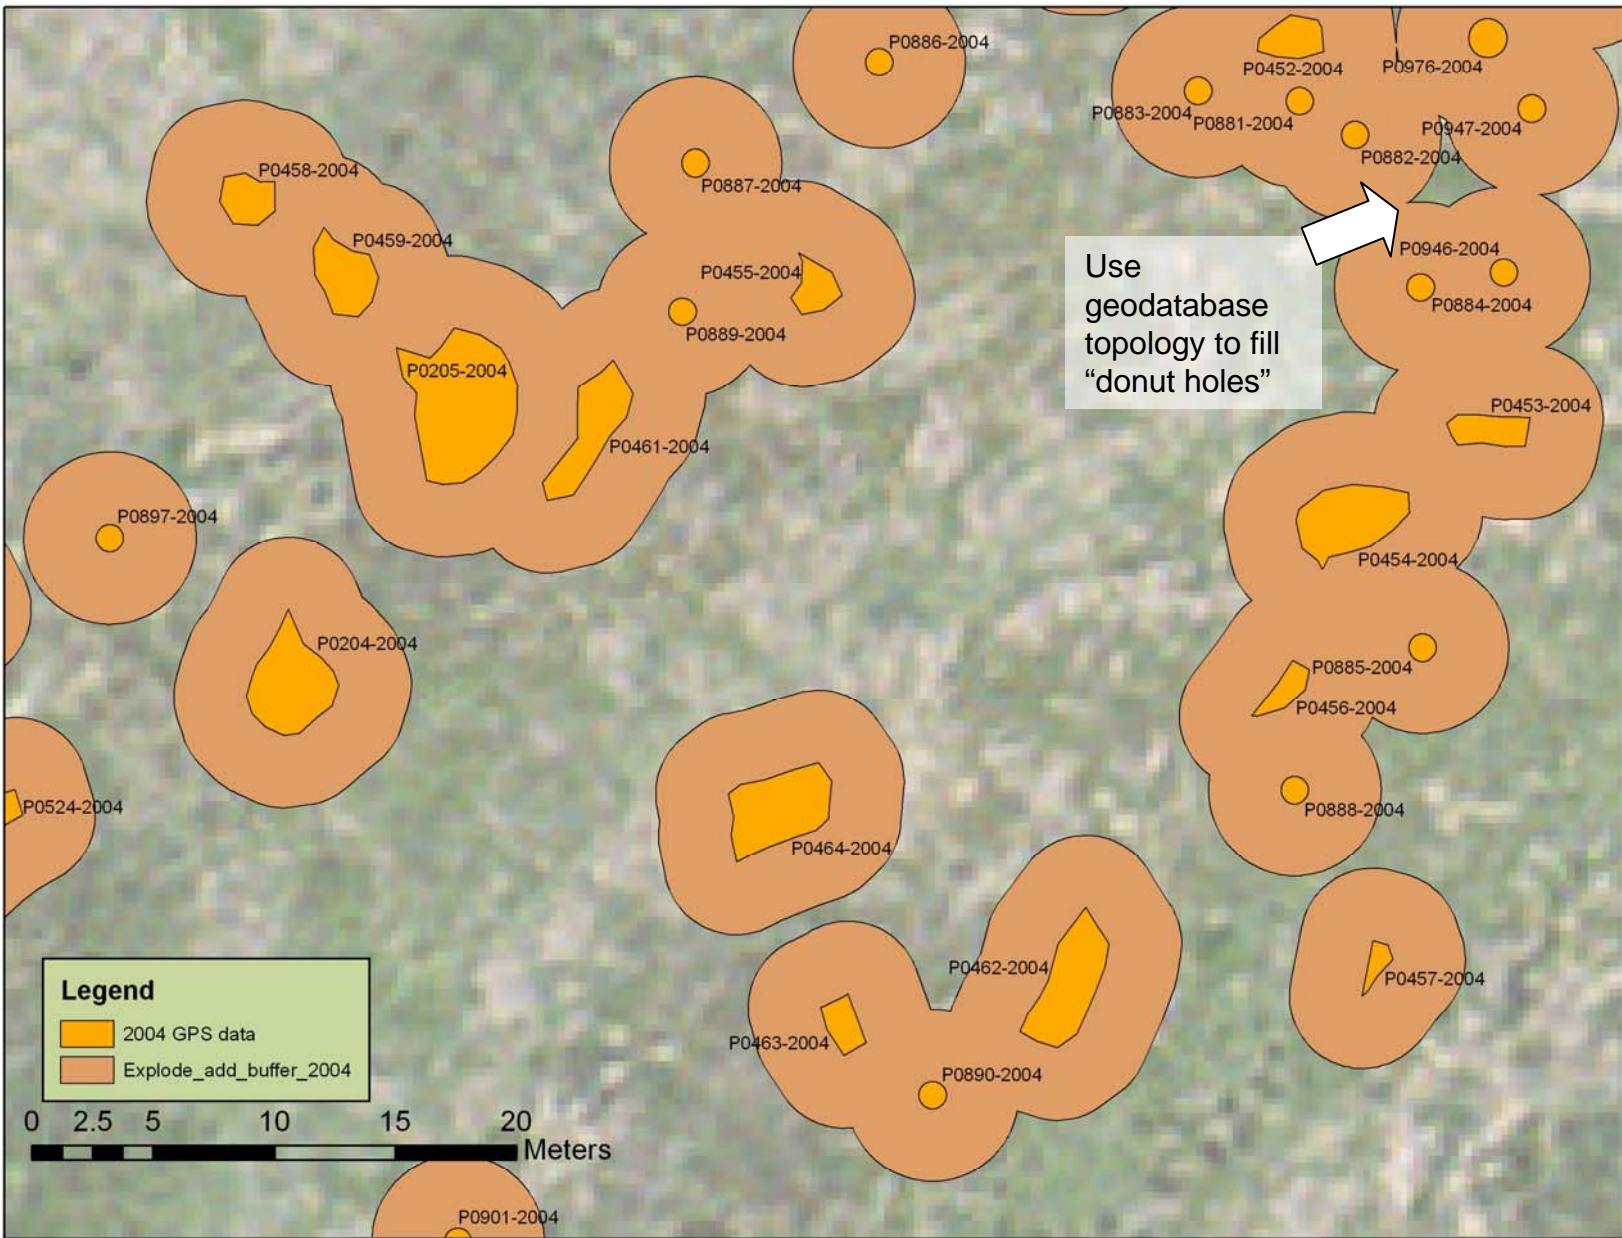 P0886-2004
P0452-2004
P0976-2004
P0883-2004
P0881-2004
P0947-2004
P0882-2004
P0458-2004
P0887-2004
P0459-2004
P0455-2004
P0946-2004
P0884-2004
P0889-2004
Use
geodatabase
topology to fill
“donut holes”
P0205-2004
P0453-2004
P0461-2004
P0897-2004
P0454-2004
P0204-2004
P0885-2004
P0456-2004
P0524-2004
P0888-2004
P0464-2004
P0462-2004
P0457-2004
P0463-2004
P0890-2004
Legend
2004 GPS data
Explode_add_buffer_2004
0 2.5 5 10 15 20
Meters
P0901-2004